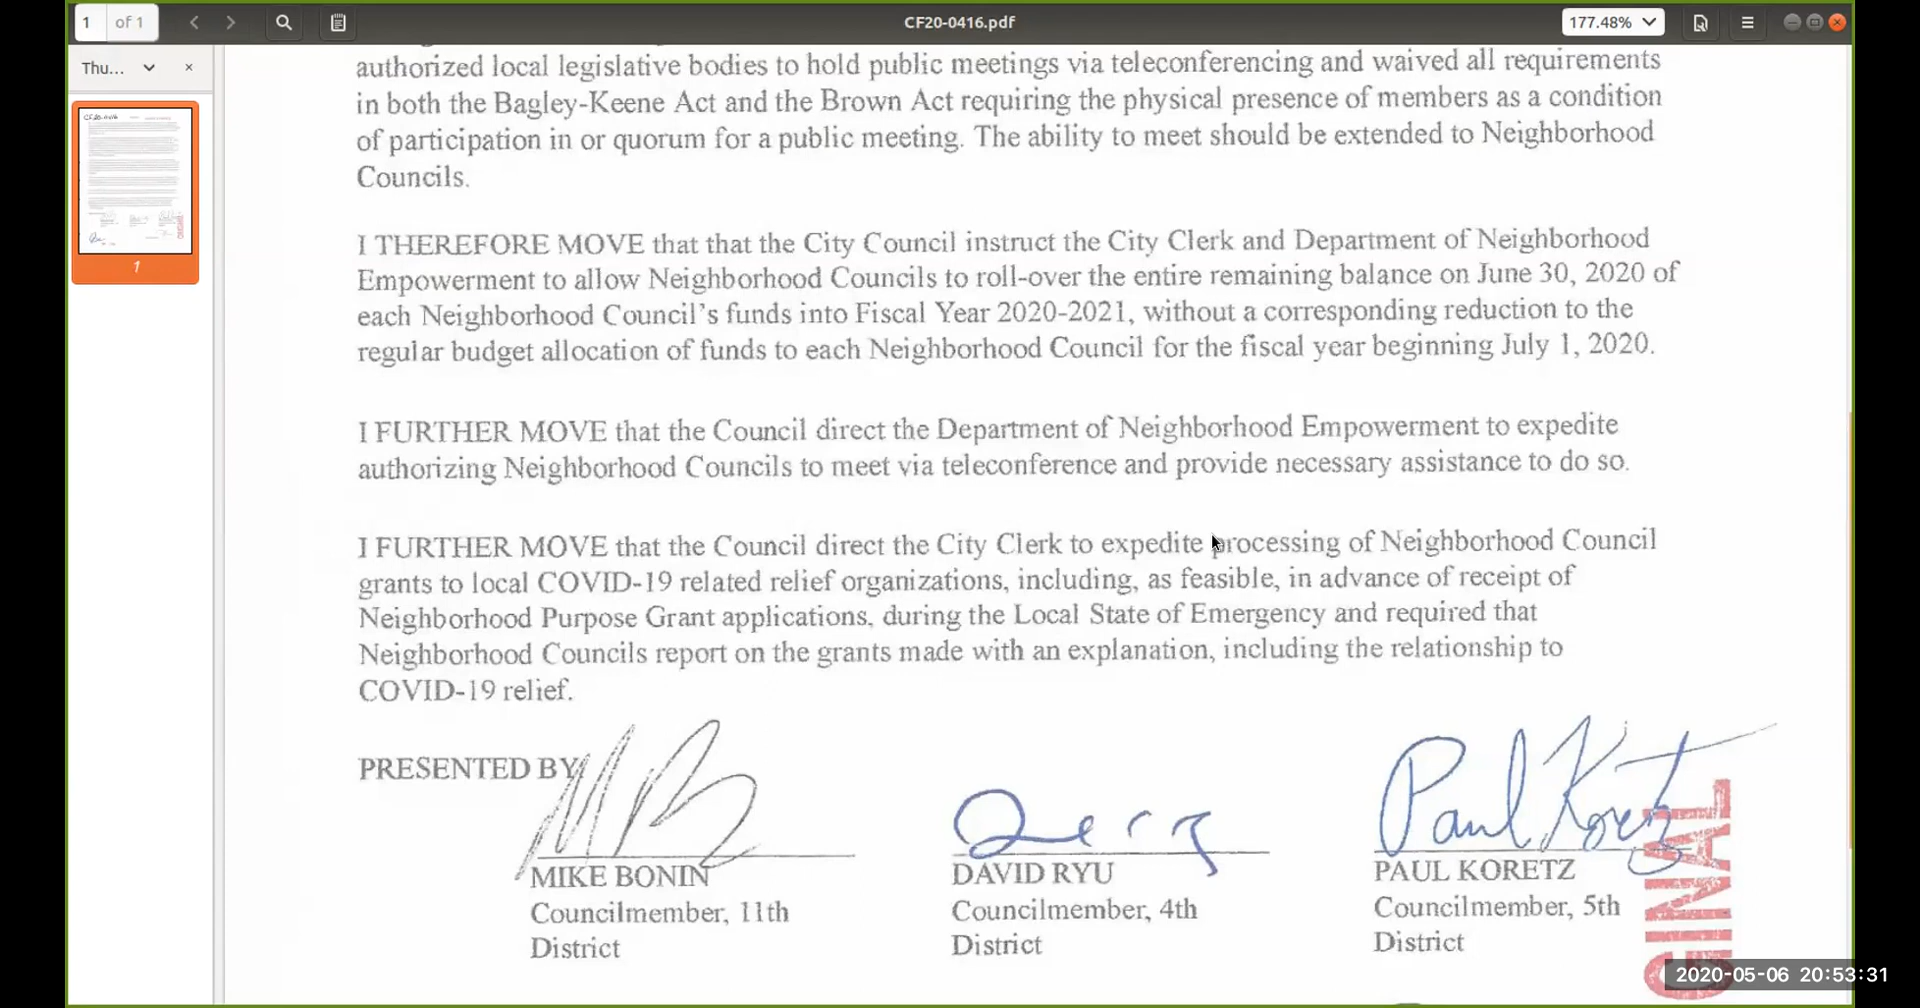 1 of 1
CF20-0416.pdf
177.48%
Thu...
1
authorized local legislative bodies to hold public meetings via teleconferencing and waived all requirements
in both the Bagley-Keene Act and the Brown Act requiring the physical presence of members as a condition
of participation in or quorum for a public meeting. The ability to meet should be extended to Neighborhood
Councils.
I THEREFORE MOVE that that the City Council instruct the City Clerk and Department of Neighborhood
Empowerment to allow Neighborhood Councils to roll-over the entire remaining balance on June 30, 2020 of
each Neighborhood Council's funds into Fiscal Year 2020-2021, without a corresponding reduction to the
regular budget allocation of funds to each Neighborhood Council for the fiscal year beginning July 1, 2020.
I FURTHER MOVE that the Council direct the Department of Neighborhood Empowerment to expedite
authorizing Neighborhood Councils to meet via teleconference and provide necessary assistance to do so.
I FURTHER MOVE that the Council direct the City Clerk to expedite processing of Neighborhood Council
grants to local COVID-19 related relief organizations, including, as feasible, in advance of receipt of
Neighborhood Purpose Grant applications, during the Local State of Emergency and required that
Neighborhood Councils report on the grants made with an explanation, including the relationship to
COVID-19 relief.
PRESENTED BY
Paul Koretz
MIKE BONIN
Councilmember, 11th
District
DAVID RYU
Councilmember, 4th
District
PAUL KORETZ
Councilmember, 5th
District
GINAL
2020-05-06 20:53:31